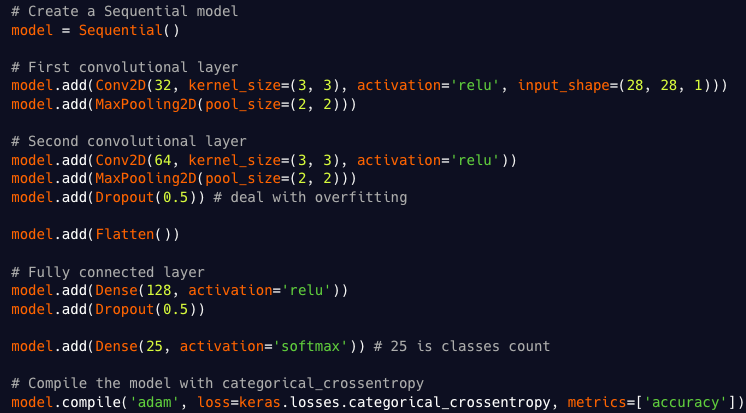 # Create a Sequential model
model = Sequential()
# First convolutional layer
model.add(Conv2D(32, kernel_size=(3, 3), activation='relu', input_shape=(28, 28, 1)))
model.add(MaxPooling2D(pool_size=(2, 2)))
# Second convolutional layer
model.add(Conv2D(64, kernel_size=(3, 3), activation='relu'))
model.add(MaxPooling2D(pool_size=(2, 2)))
model.add(Dropout(0.5)) # deal with overfitting
model.add(Flatten())
# Fully connected layer
model.add(Dense(128, activation='relu'))
model.add(Dropout(0.5))
model.add(Dense(25, activation='softmax')) # 25 is classes count
# Compile the model with categorical_crossentropy
model.compile('adam', loss=keras.losses.categorical_crossentropy, metrics=['accuracy'])